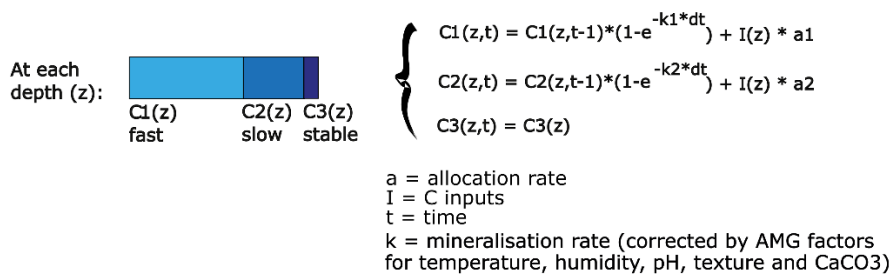 At each
depth (z):
C1(z)
fast
C2(z)
slow
C3(z)
stable
C1(z,t) = C1(z,t-1)*(1-e^-k1*dt) + I(z) * a1
C2(z,t) = C2(z,t-1)*(1-e^-k2*dt) + I(z) * a2
C3(z,t) = C3(z)
a = allocation rate
I = C inputs
t = time
k = mineralisation rate (corrected by AMG factors
for temperature, humidity, pH, texture and CaCO3)